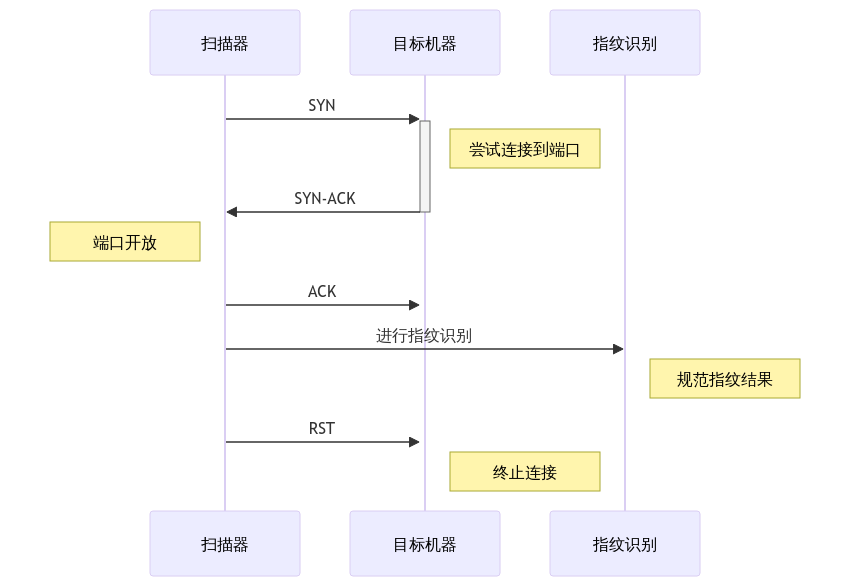 扫描器
目标机器
指纹识别
SYN
尝试连接到端口
SYN-ACK
端口开放
ACK
进行指纹识别
规范指纹结果
RST
终止连接
扫描器
目标机器
指纹识别